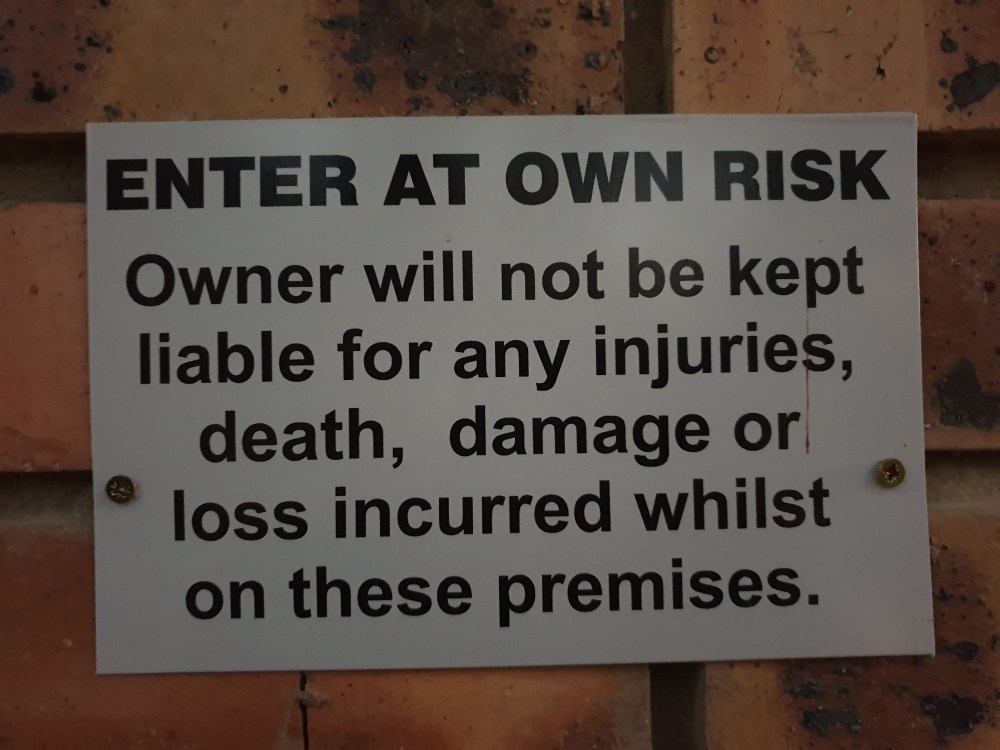 ENTER AT OWN RISK
Owner will not be kept
liable for any injuries,
death, damage or
loss incurred whilst
on these premises.